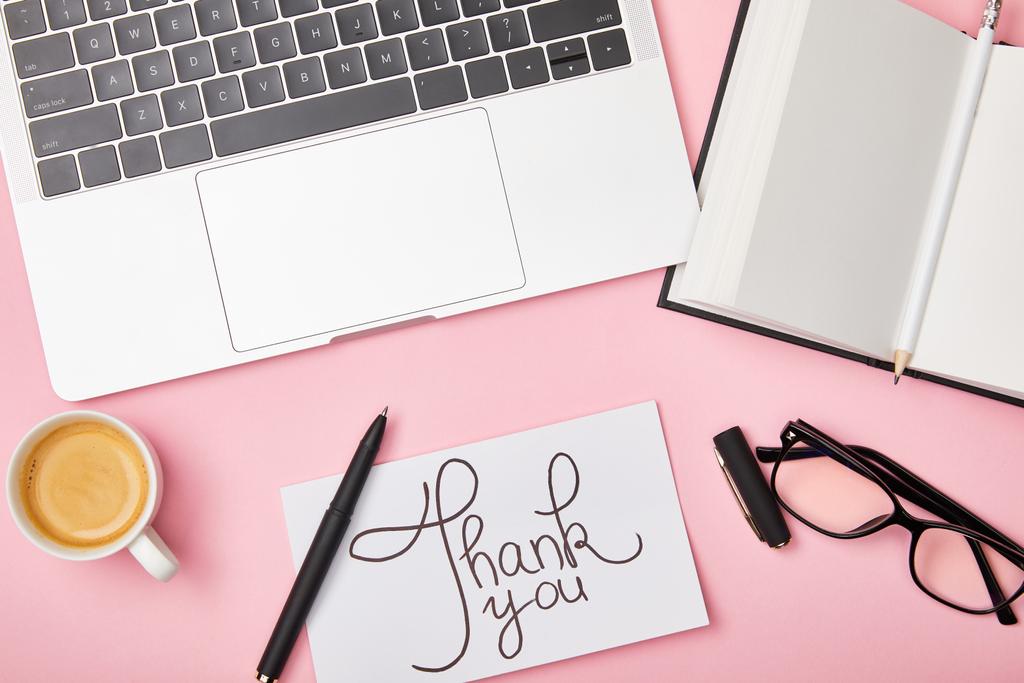 ~ ! 1 2
tab Q W E R T Y U I O P
caps lock A S D F G H J K L
shift Z X C V B N M < , > . ? / shift
Thank
you